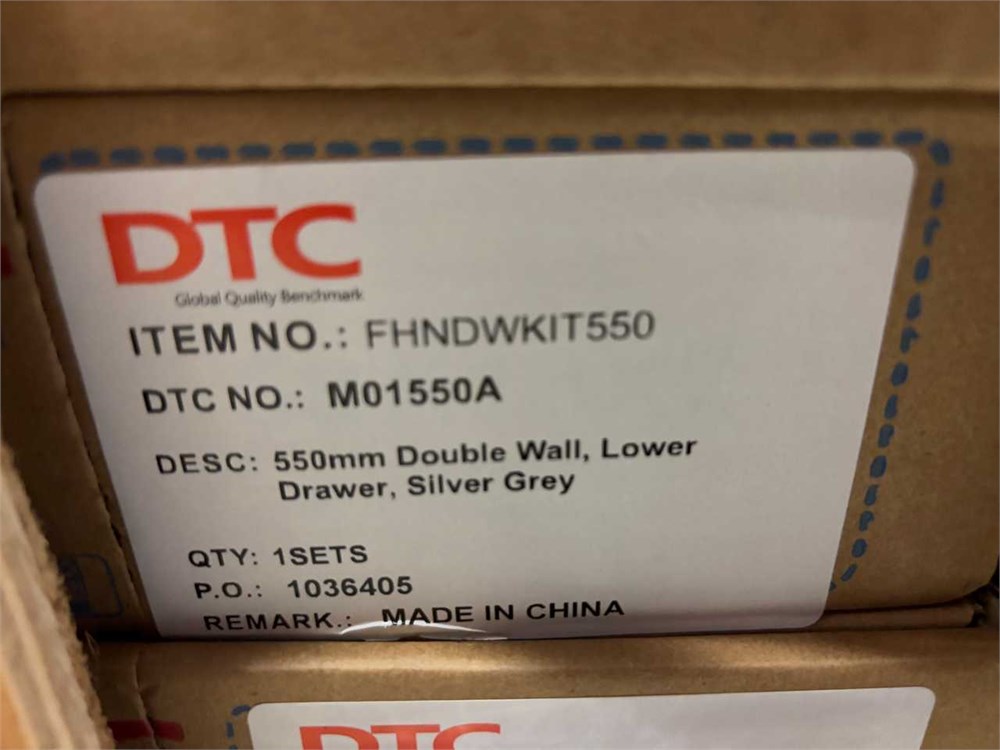 DTC
Global Quality Benchmark
ITEM NO.: FHNDWKIT550
DTC NO.: M01550A
DESC: 550mm Double Wall, Lower
Drawer, Silver Grey
QTY: 1SETS
P.O.: 1036405
REMARK.: MADE IN CHINA
DTC